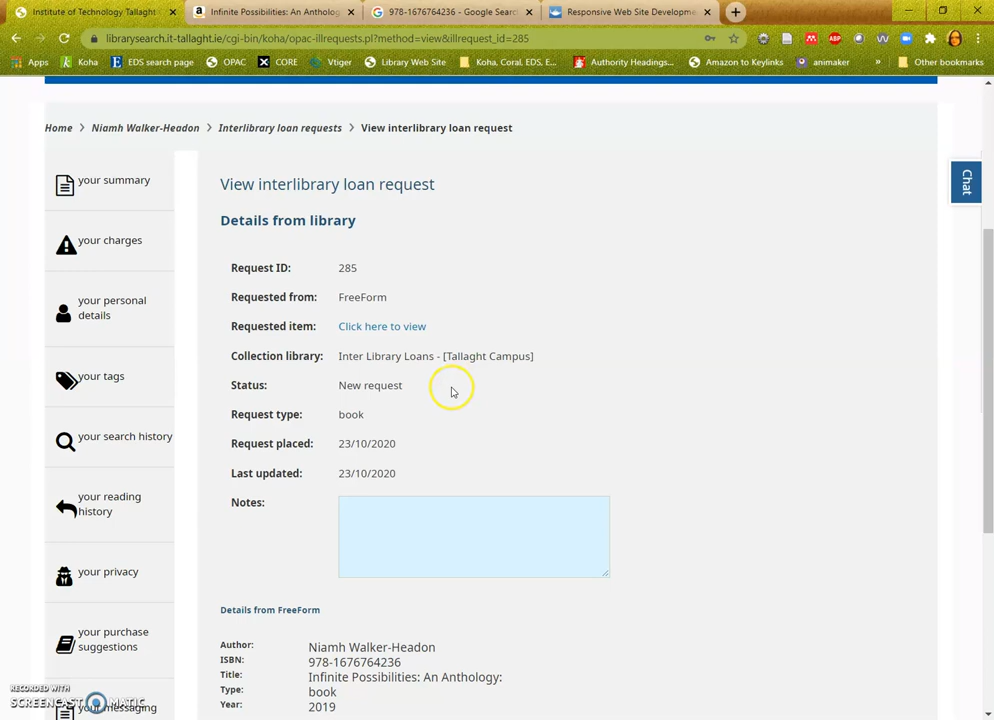 Institute of Technology Tallaght
Infinite Possibilities: An Antholog
978-1676764236 - Google Searc
Responsive Web Site Developm
librarysearch.it-tallaght.ie/cgi-bin/koha/opac-illrequests.pl?method=view&illrequest_id=285
Apps
Koha
EDS search page
OPAC
CORE
Vtiger
Library Web Site
Koha, Coral, EDS, E...
Authority Headings...
Amazon to Keylinks
animaker
»
Other bookmarks
Home > Niamh Walker-Headon > Interlibrary loan requests > View interlibrary loan request
your summary
your charges
your personal
details
your tags
your search history
your reading
history
your privacy
your purchase
suggestions
your messaging
Chat
View interlibrary loan request
Details from library
Request ID: 285
Requested from: FreeForm
Requested item: Click here to view
Collection library: Inter Library Loans - [Tallaght Campus]
Status: New request
Request type: book
Request placed: 23/10/2020
Last updated: 23/10/2020
Notes:
Details from FreeForm
Author: Niamh Walker-Headon
ISBN: 978-1676764236
Title: Infinite Possibilities: An Anthology:
Type: book
Year: 2019
RECORDED WITH
SCREENCAST MATIC